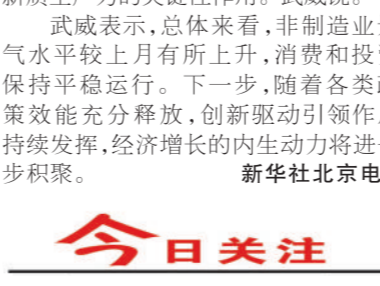 新质生产力的关键性作用。武威说。
武威表示,总体来看,非制造业
气水平较上月有所上升,消费和投
保持平稳运行。下一步,随着各类
策效能充分释放,创新驱动引领作
持续发挥,经济增长的内生动力将进
步积聚。 新华社北京电
今日关注